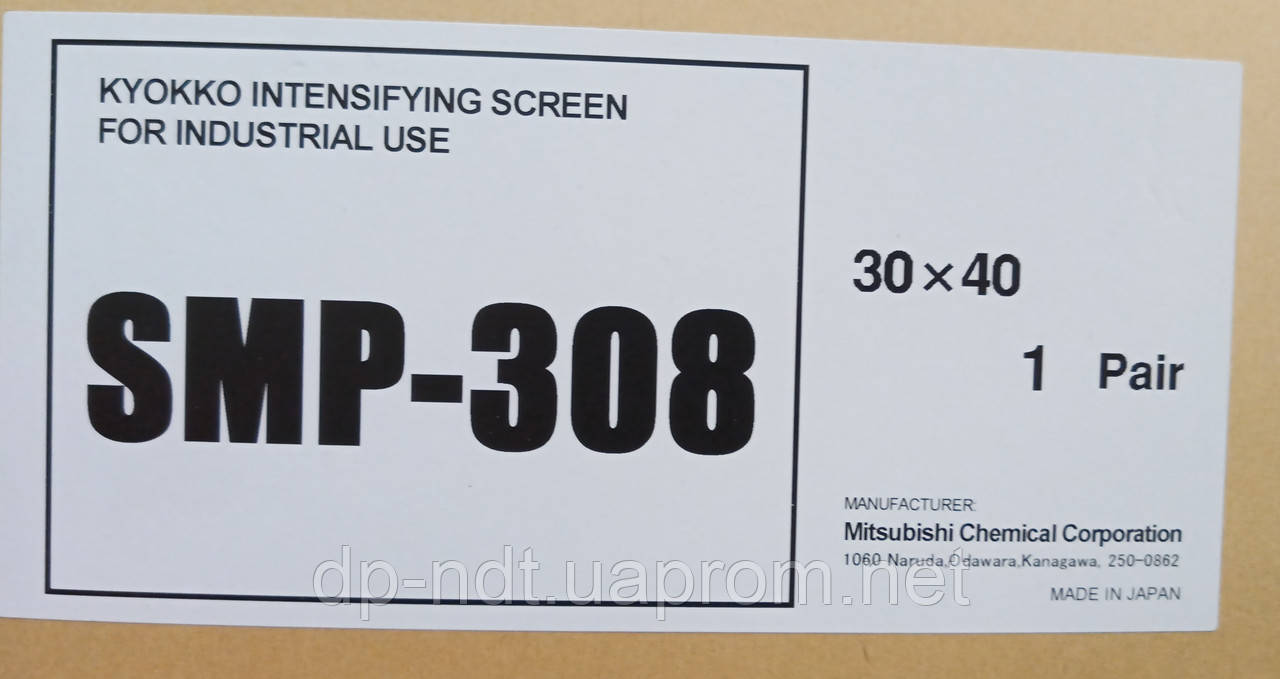 KYOKKO INTENSIFYING SCREEN
FOR INDUSTRIAL USE
SMP-308
30×40
1 Pair
MANUFACTURER:
Mitsubishi Chemical Corporation
1060 Naruda,Odawara,Kanagawa, 250-0862
MADE IN JAPAN
dp-ndt.uaprom.net